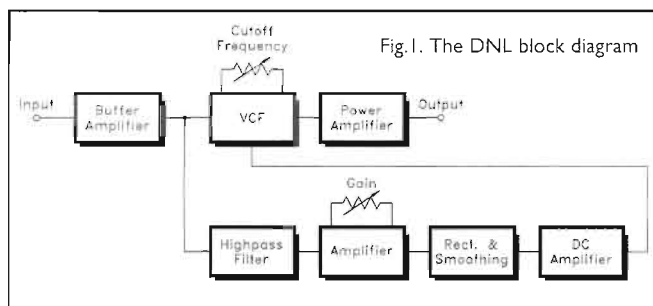 Fig.1. The DNL block diagram
Cutoff
Frequency
Input
Buffer
Amplifier
VCF
Power
Amplifier
Output
Gain
Highpass
Filter
Amplifier
Rect. &
Smoothing
DC
Amplifier